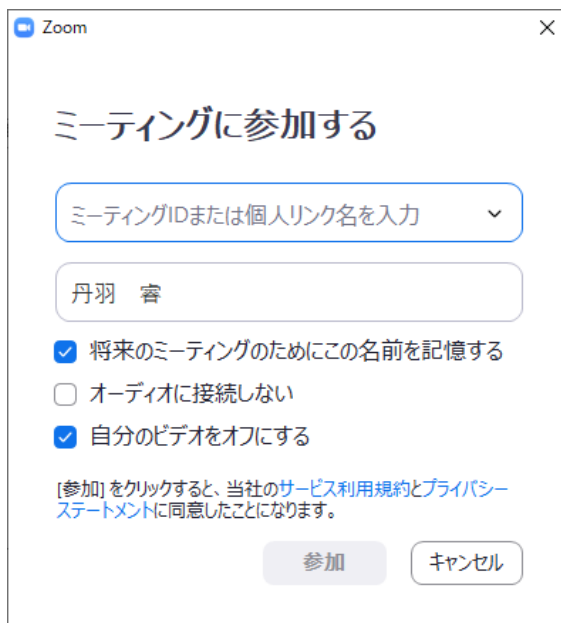 Zoom
ミーティングに参加する
ミーティングIDまたは個人リンク名を入力
丹羽　睿
将来のミーティングのためにこの名前を記憶する
オーディオに接続しない
自分のビデオをオフにする
[参加] をクリックすると、当社のサービス利用規約とプライバシー
ステートメントに同意したことになります。
参加
キャンセル